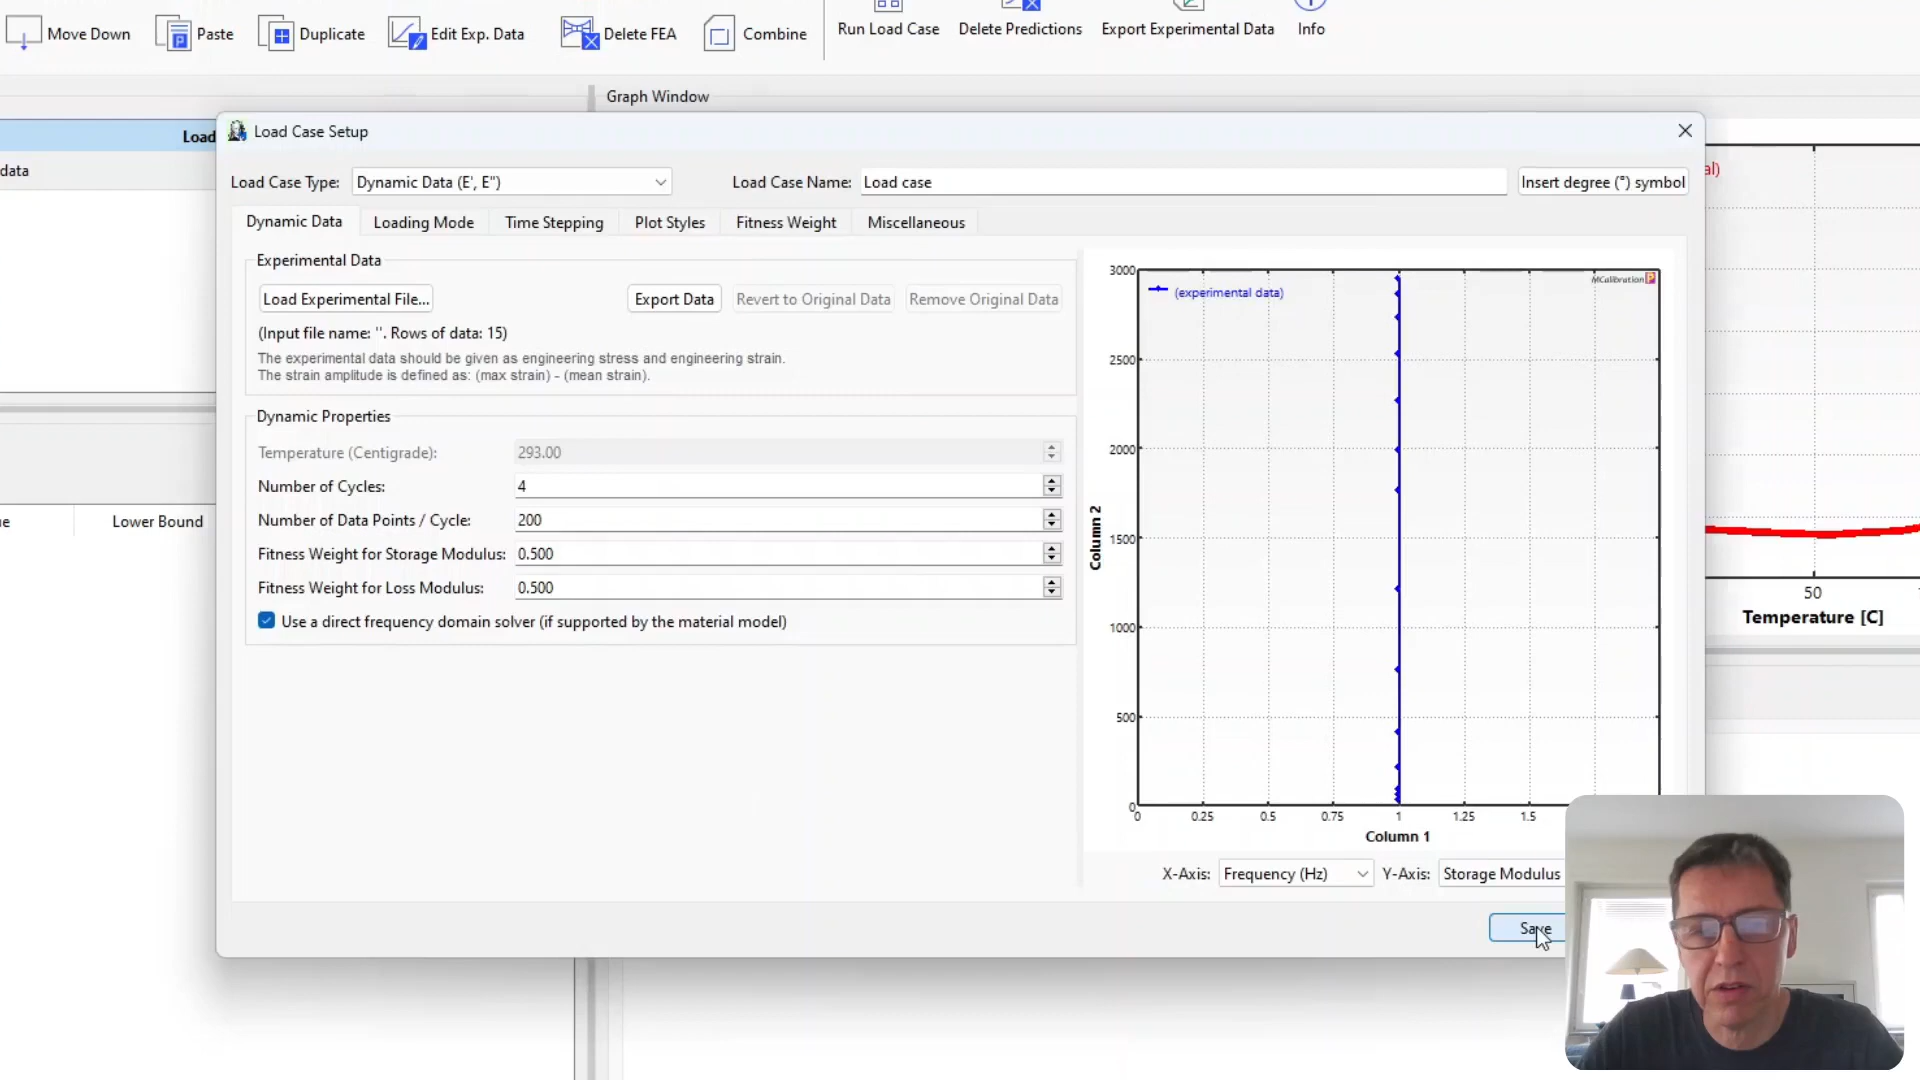 Move Down Paste Duplicate Edit Exp. Data Delete FEA Combine Run Load Case Delete Predictions Export Experimental Data Info
Graph Window
Load
data
Load Case Setup
Load Case Type: Dynamic Data (E', E") Load Case Name: Load case Insert degree (°) symbol
Dynamic Data Loading Mode Time Stepping Plot Styles Fitness Weight Miscellaneous
Experimental Data
Load Experimental File... Export Data Revert to Original Data Remove Original Data
(Input file name: ''. Rows of data: 15)
The experimental data should be given as engineering stress and engineering strain.
The strain amplitude is defined as: (max strain) - (mean strain).
Dynamic Properties
Temperature (Centigrade): 293.00
Number of Cycles: 4
Number of Data Points / Cycle: 200
Fitness Weight for Storage Modulus: 0.500
Fitness Weight for Loss Modulus: 0.500
Use a direct frequency domain solver (if supported by the material model)
Lower Bound
(experimental data)
MCalibration
3000
2500
2000
1500
1000
500
0
Column 2
0 0.25 0.5 0.75 1 1.25 1.5
Column 1
X-Axis: Frequency (Hz) Y-Axis: Storage Modulus
Save
al)
50
Temperature [C]